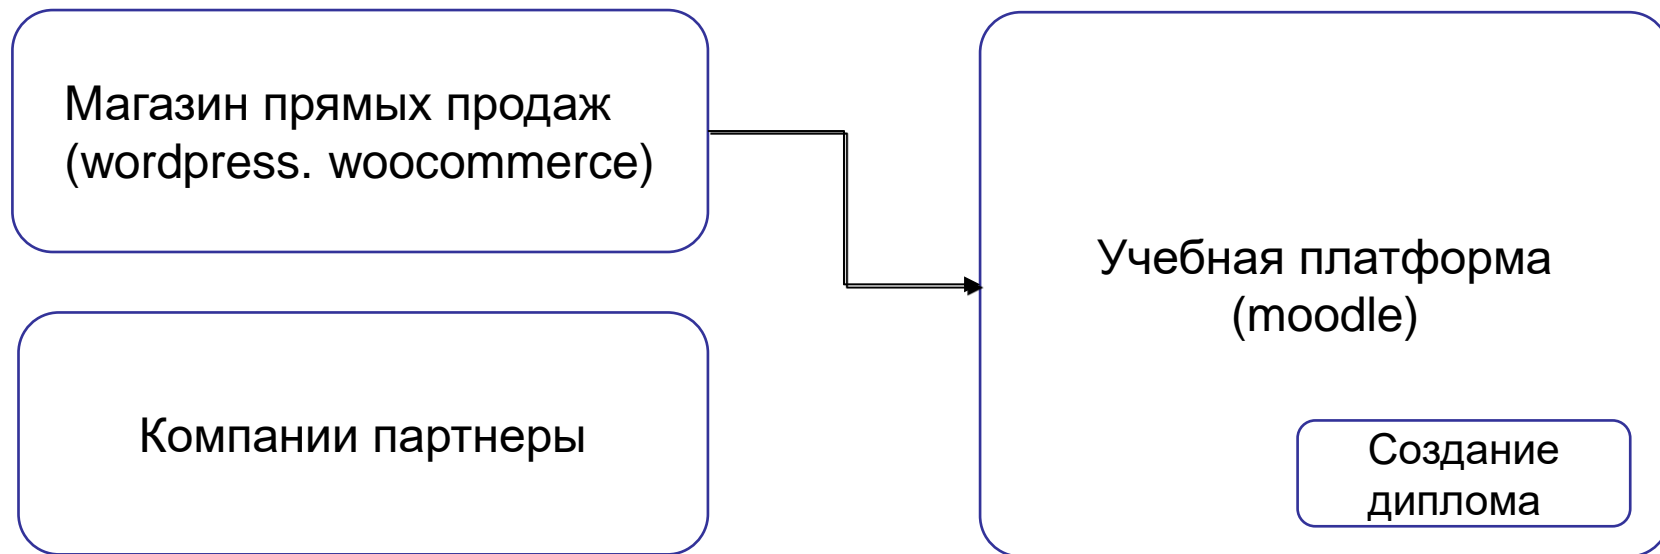 Магазин прямых продаж
(wordpress. woocommerce)
Компании партнеры
Учебная платформа
(moodle)
Создание
диплома